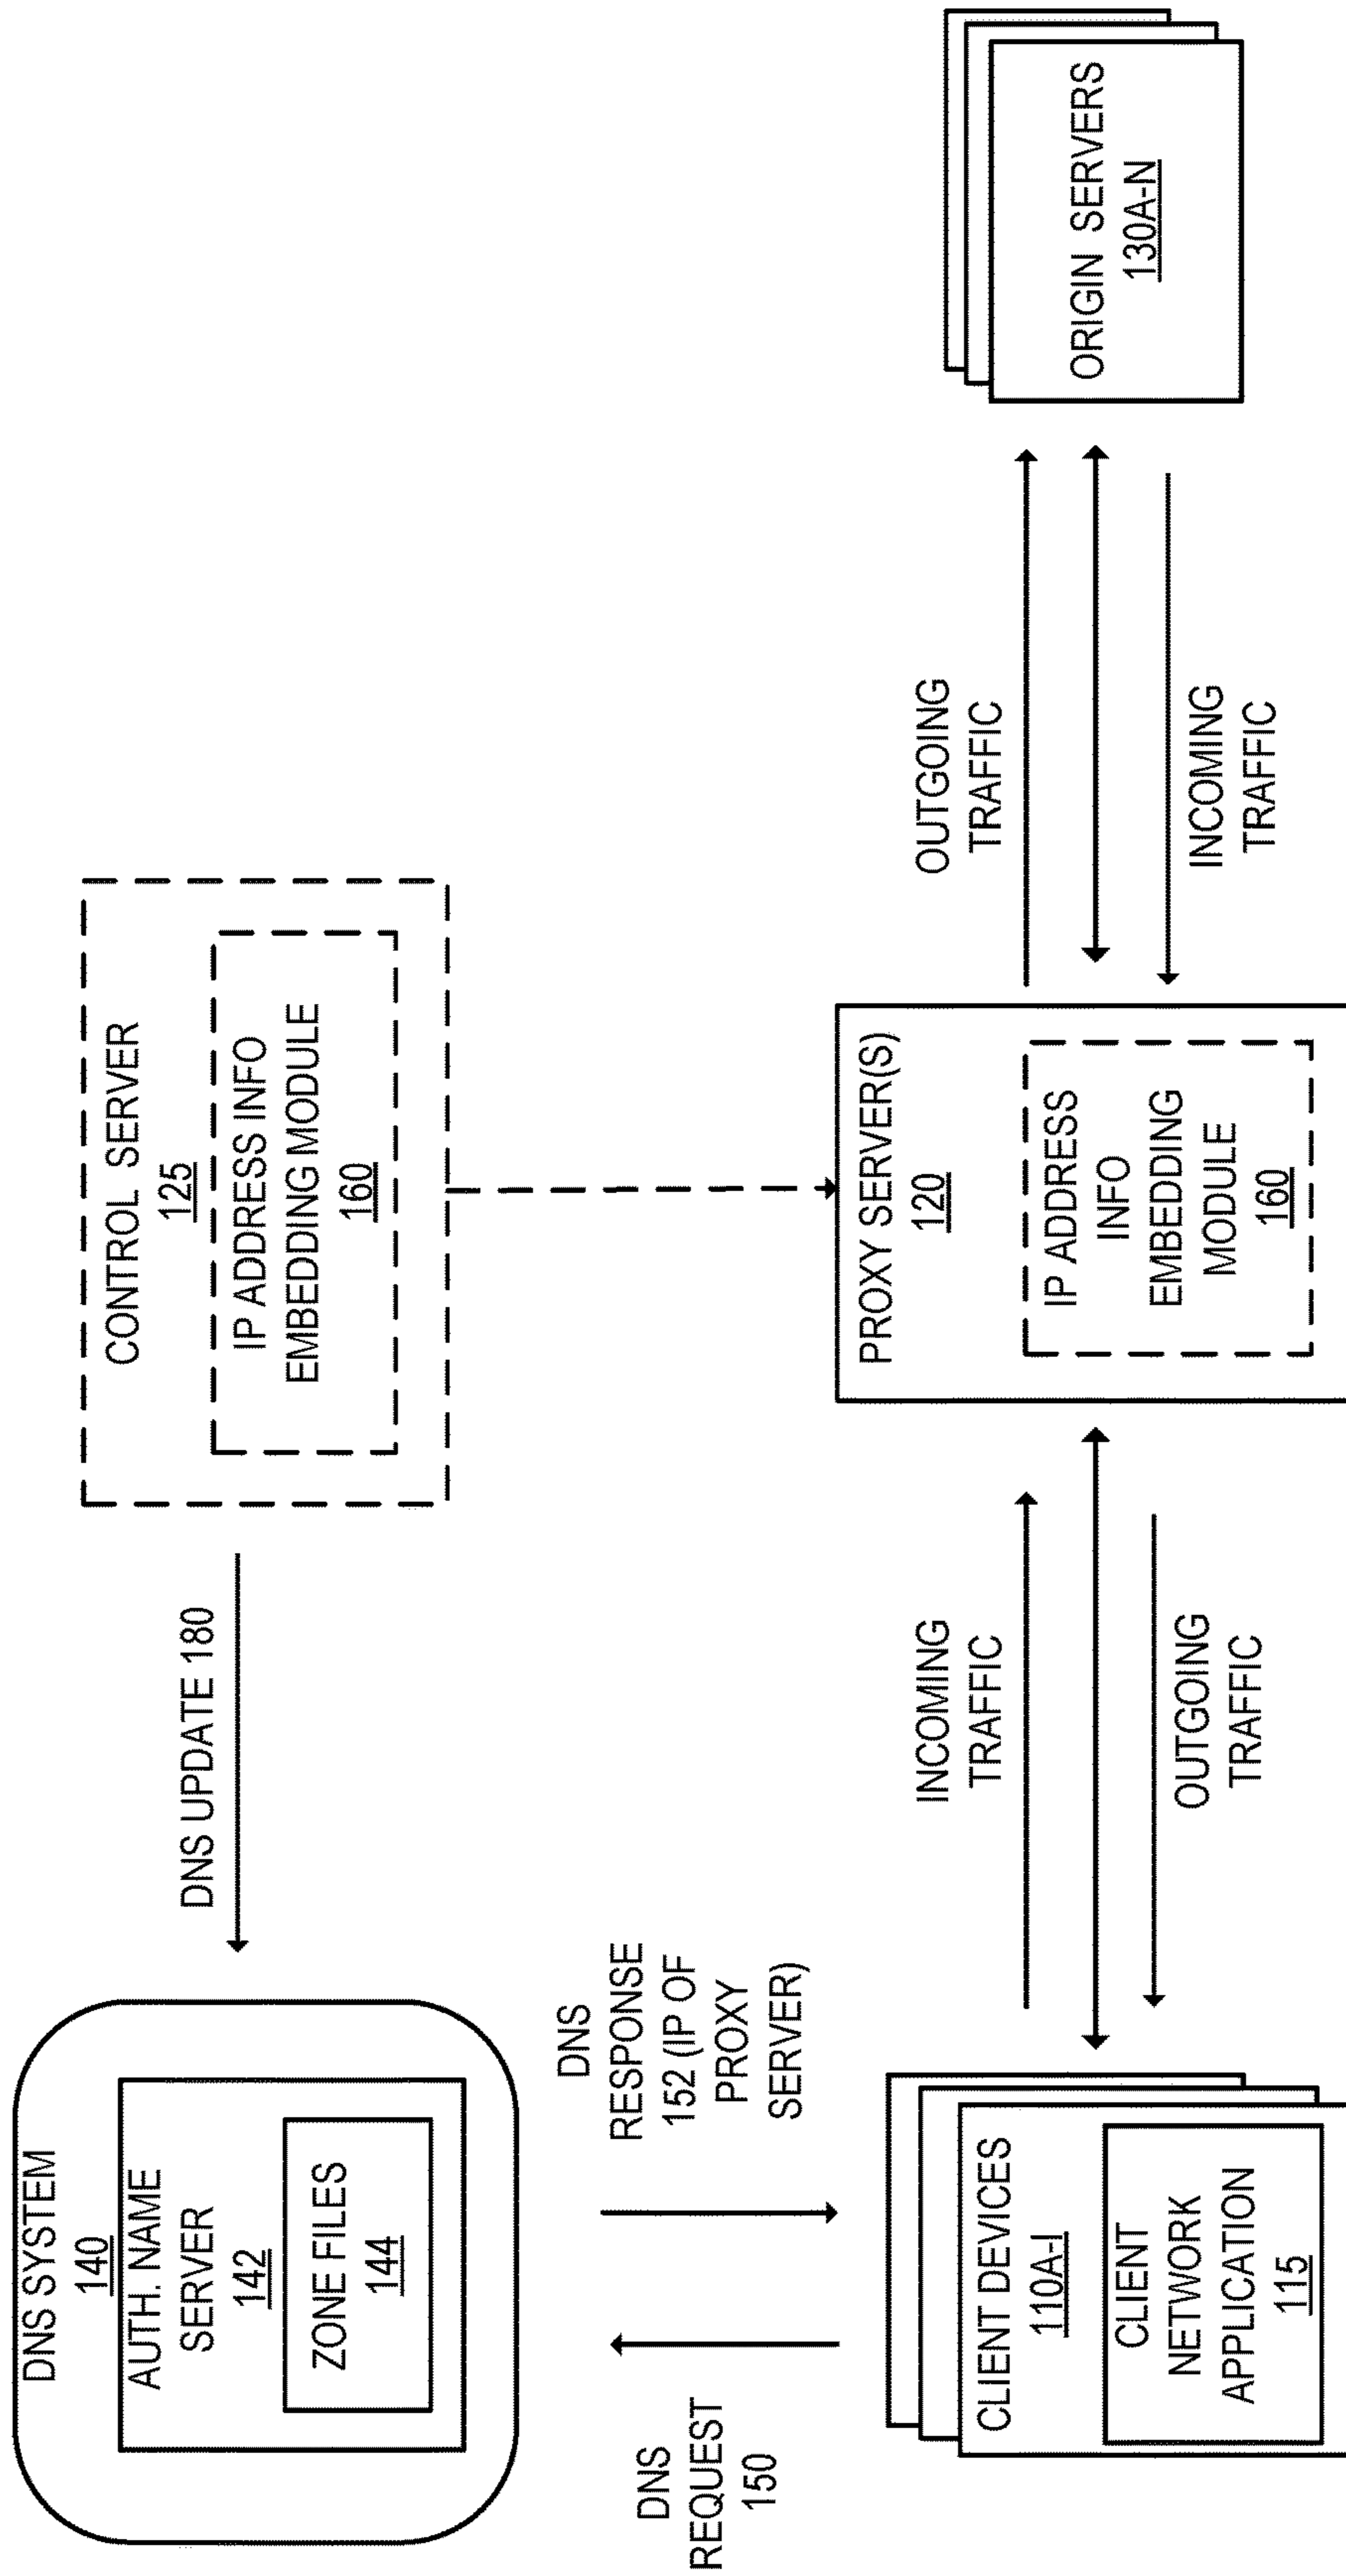 DNS SYSTEM
140
AUTH. NAME
SERVER
142
ZONE FILES
144
DNS UPDATE 180
CONTROL SERVER
125
IP ADDRESS INFO
EMBEDDING MODULE
160
DNS
REQUEST
150
DNS
RESPONSE
152 (IP OF
PROXY
SERVER)
CLIENT DEVICES
110A-I
CLIENT
NETWORK
APPLICATION
115
INCOMING
TRAFFIC
OUTGOING
TRAFFIC
PROXY SERVER(S)
120
IP ADDRESS
INFO
EMBEDDING
MODULE
160
OUTGOING
TRAFFIC
INCOMING
TRAFFIC
ORIGIN SERVERS
130A-N